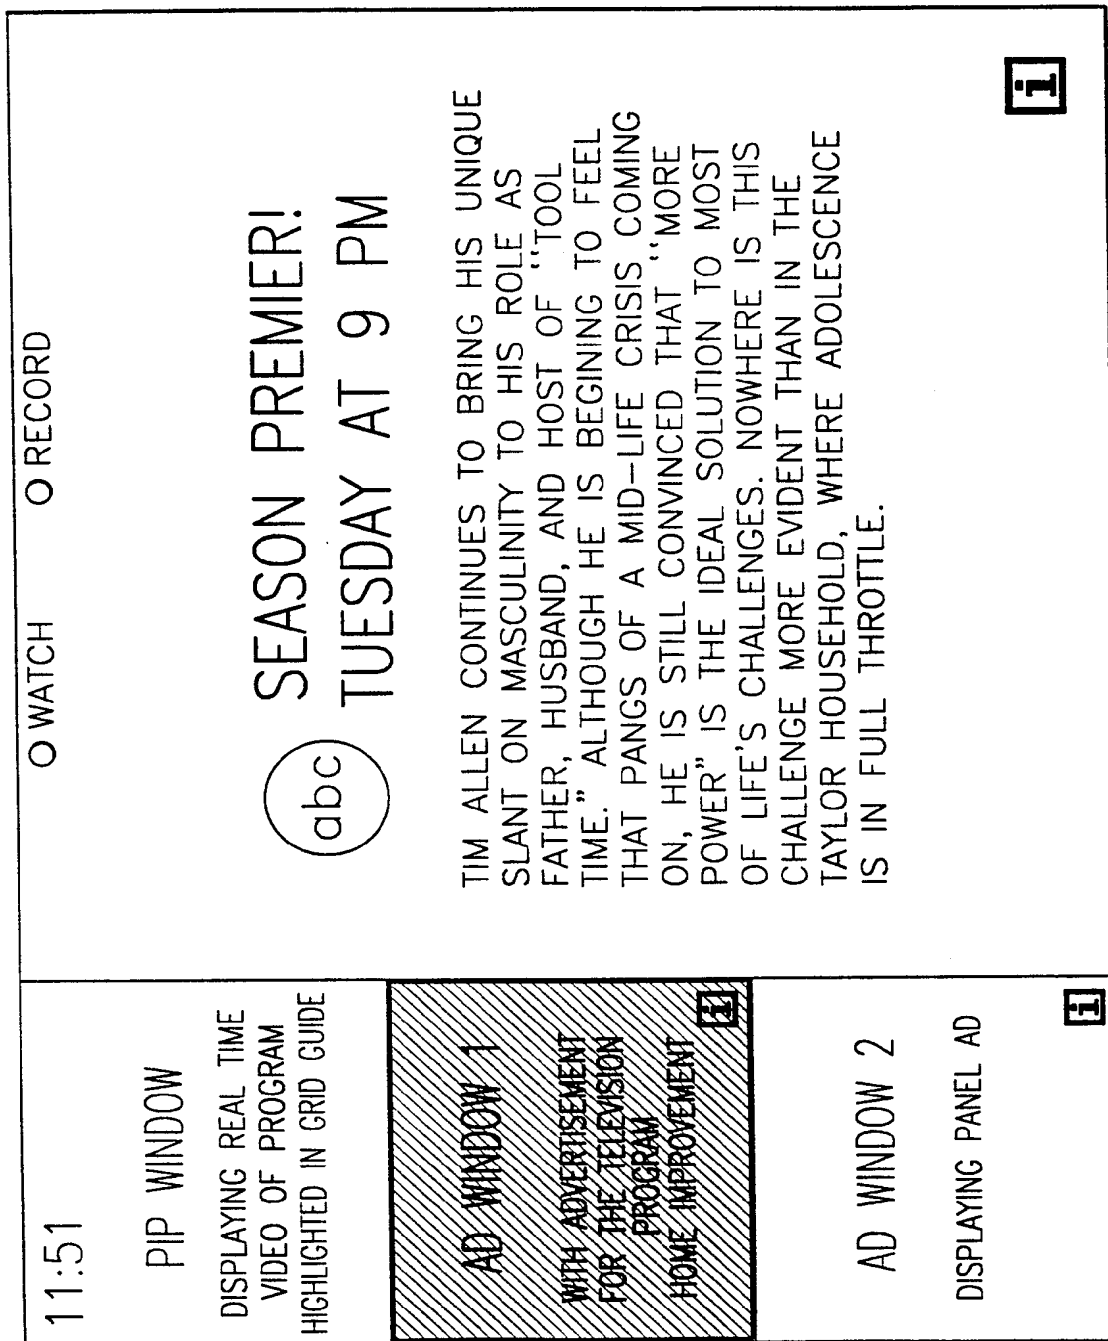 11:51
PIP WINDOW
DISPLAYING REAL TIME
VIDEO OF PROGRAM
HIGHLIGHTED IN GRID GUIDE
AD WINDOW 1
WITH ADVERTISEMENT
FOR THE TELEVISION
PROGRAM
HOME IMPROVEMENT
i
AD WINDOW 2
DISPLAYING PANEL AD
i
O WATCH O RECORD
abc
SEASON PREMIER!
TUESDAY AT 9 PM
TIM ALLEN CONTINUES TO BRING HIS UNIQUE
SLANT ON MASCULINITY TO HIS ROLE AS
FATHER, HUSBAND, AND HOST OF ''TOOL
TIME." ALTHOUGH HE IS BEGINING TO FEEL
THAT PANGS OF A MID-LIFE CRISIS COMING
ON, HE IS STILL CONVINCED THAT ''MORE
POWER" IS THE IDEAL SOLUTION TO MOST
OF LIFE'S CHALLENGES. NOWHERE IS THIS
CHALLENGE MORE EVIDENT THAN IN THE
TAYLOR HOUSEHOLD, WHERE ADOLESCENCE
IS IN FULL THROTTLE.
i